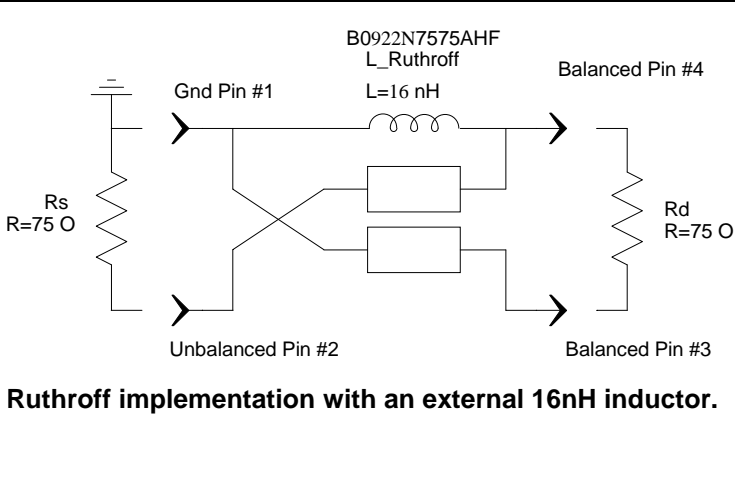 B0922N7575AHF
L_Ruthroff
L=16 nH
Balanced Pin #4
Gnd Pin #1
Rs
R=75 O
Rd
R=75 O
Unbalanced Pin #2
Balanced Pin #3
Ruthroff implementation with an external 16nH inductor.